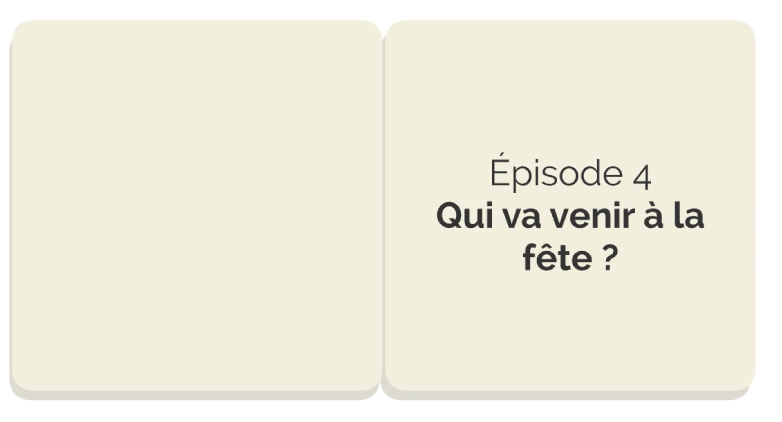 Épisode 4
Qui va venir à la
fête ?